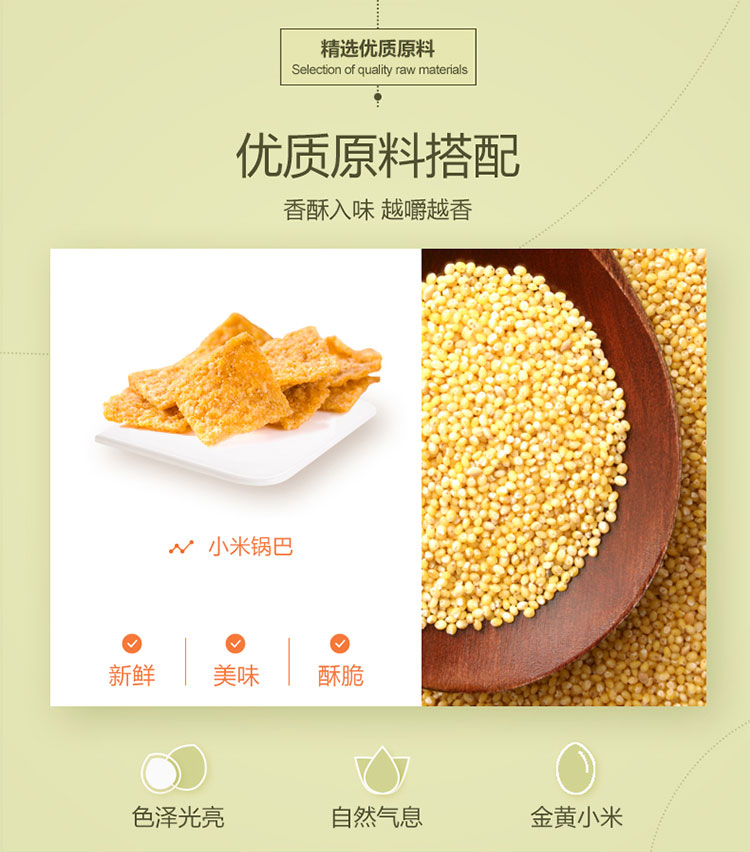 精选优质原料
Selection of quality raw materials
优质原料搭配
香酥入味 越嚼越香
小米锅巴
新鲜 美味 酥脆
色泽光亮 自然气息 金黄小米